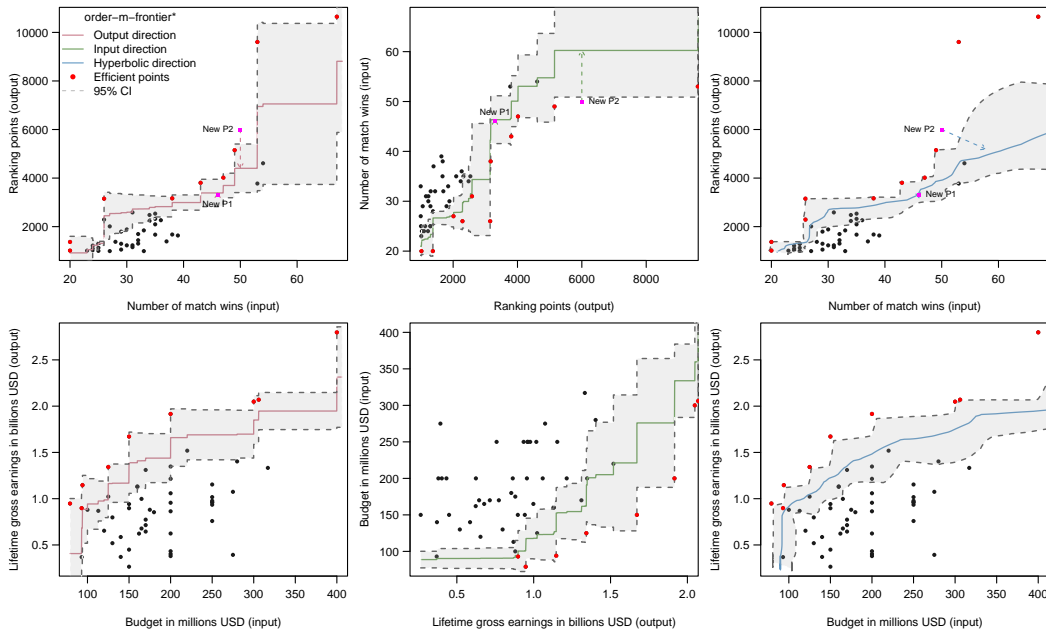 order-m-frontier*
Output direction
Input direction
Hyperbolic direction
Efficient points
95% CI
New P2
New P1
Ranking points (output)
10000
8000
6000
4000
2000
20
30
40
50
60
Number of match wins (input)
New P1
New P2
Number of match wins (input)
60
50
40
30
20
2000
4000
6000
8000
Ranking points (output)
New P2
New P1
Ranking points (output)
10000
8000
6000
4000
2000
20
30
40
50
60
Number of match wins (input)
Lifetime gross earnings in billions USD (output)
2.5
2.0
1.5
1.0
0.5
100
150
200
250
300
350
400
Budget in millions USD (input)
Budget in millions USD (input)
400
350
300
250
200
150
100
0.5
1.0
1.5
2.0
Lifetime gross earnings in billions USD (output)
Lifetime gross earnings in billions USD (output)
2.5
2.0
1.5
1.0
0.5
100
150
200
250
300
350
400
Budget in millions USD (input)